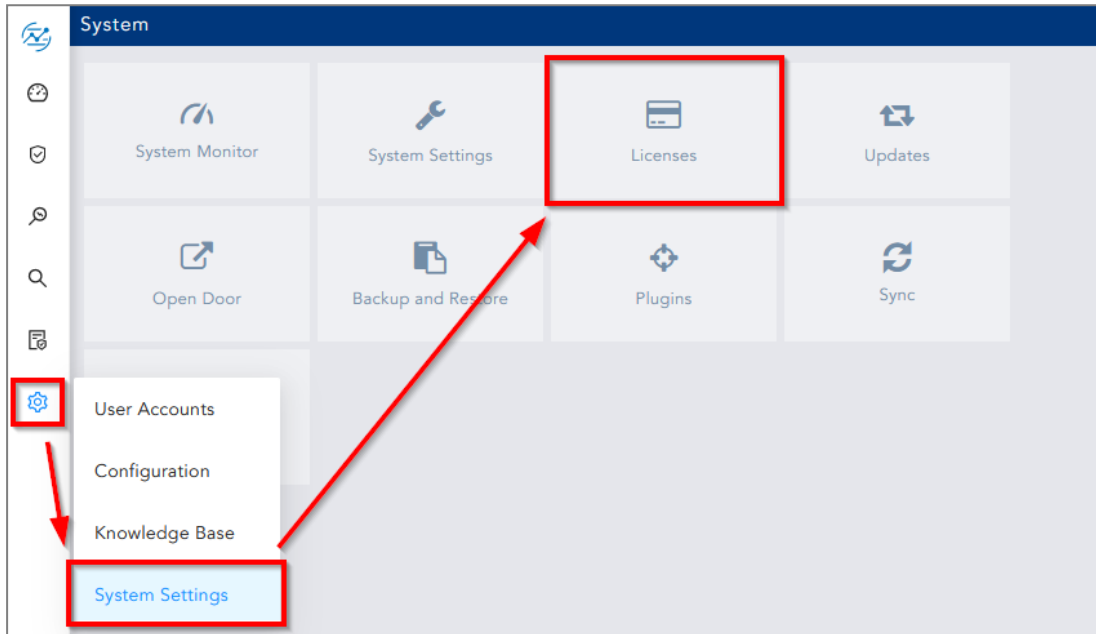 System
System Monitor
System Settings
Licenses
Updates
Open Door
Backup and Restore
Plugins
Sync
User Accounts
Configuration
Knowledge Base
System Settings